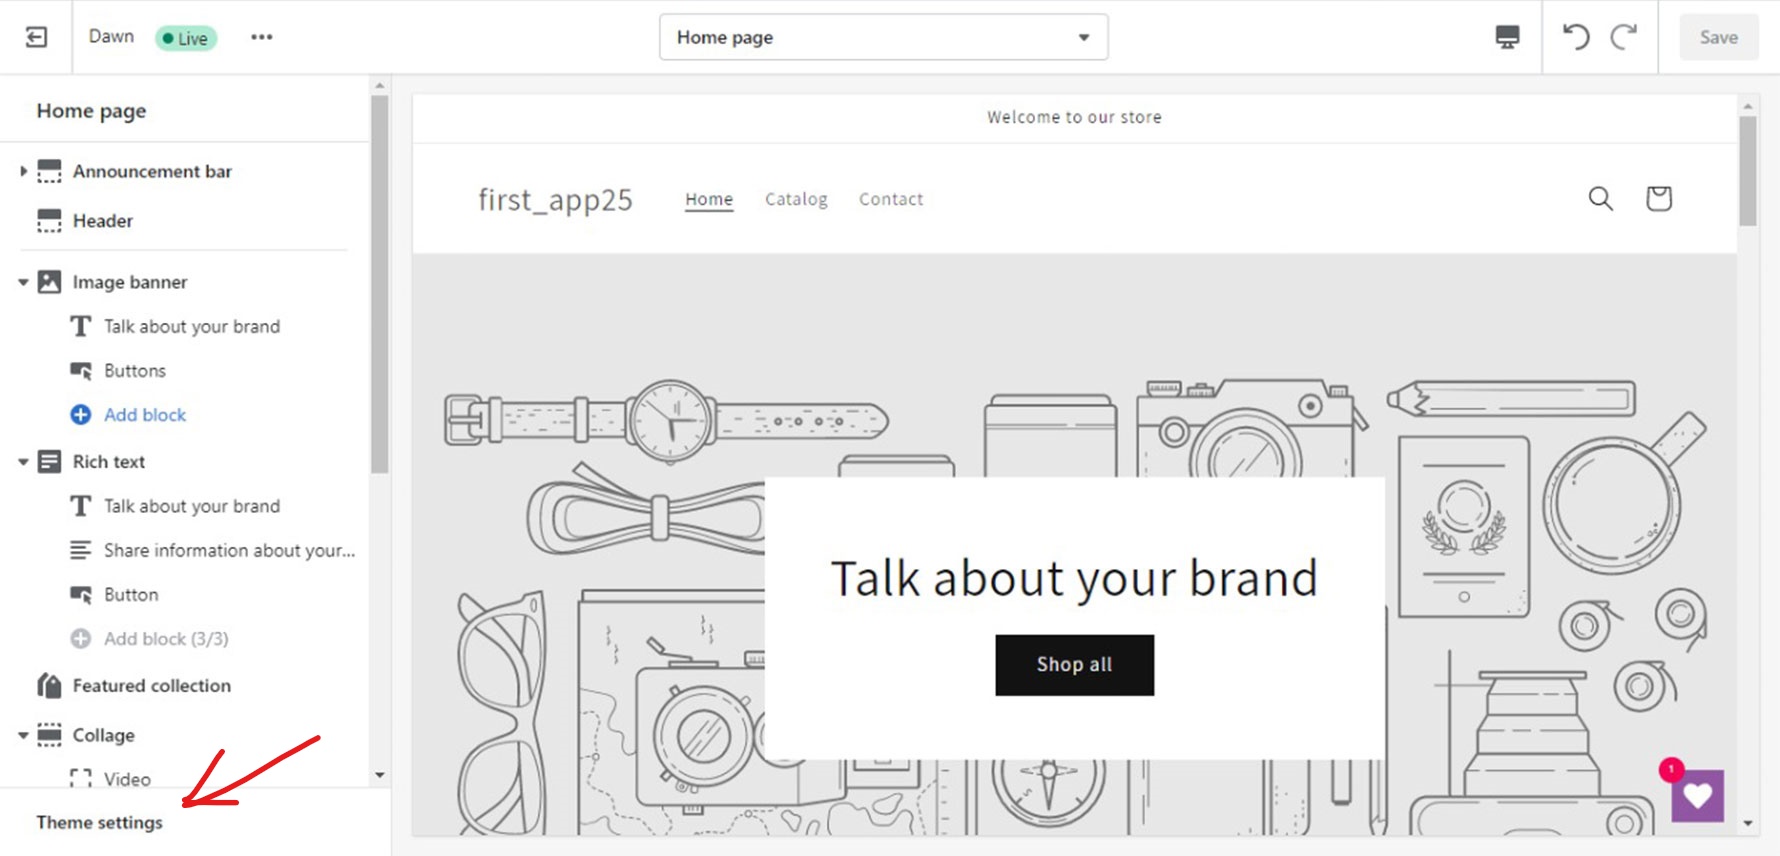 Dawn Live Home page Save
Home page
Announcement bar
Header
Image banner
Talk about your brand
Buttons
Add block
Rich text
Talk about your brand
Share information about your...
Button
Add block (3/3)
Featured collection
Collage
Video
Theme settings
Welcome to our store
first_app25 Home Catalog Contact
Talk about your brand
Shop all
1